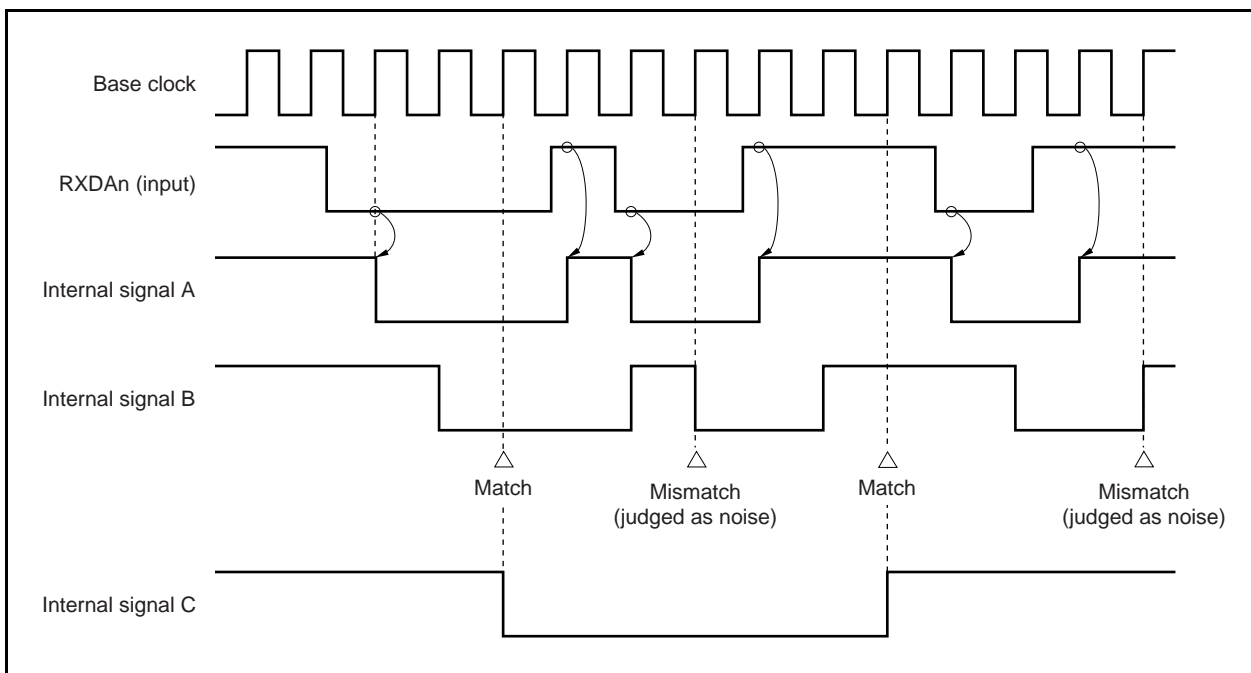 Base clock
RXDAn (input)
Internal signal A
Internal signal B
Match
Mismatch
(judged as noise)
Match
Mismatch
(judged as noise)
Internal signal C